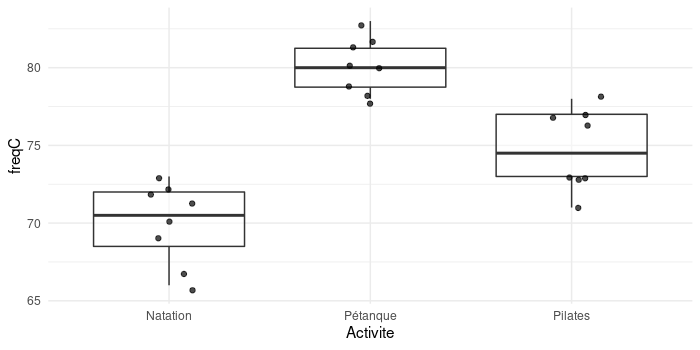 freqC
80
75
70
65
Natation
Pétanque
Pilates
Activite